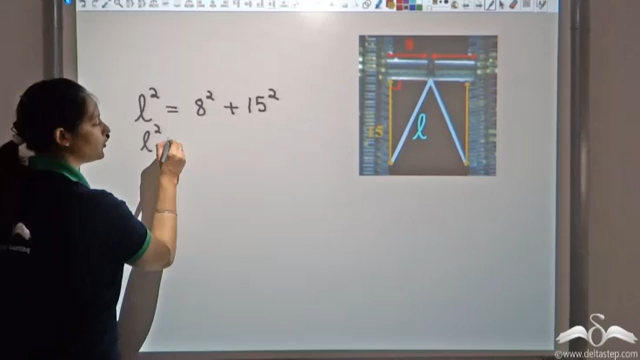 l² = 8² + 15²
l²
8
15
l
©www.deltastep.com